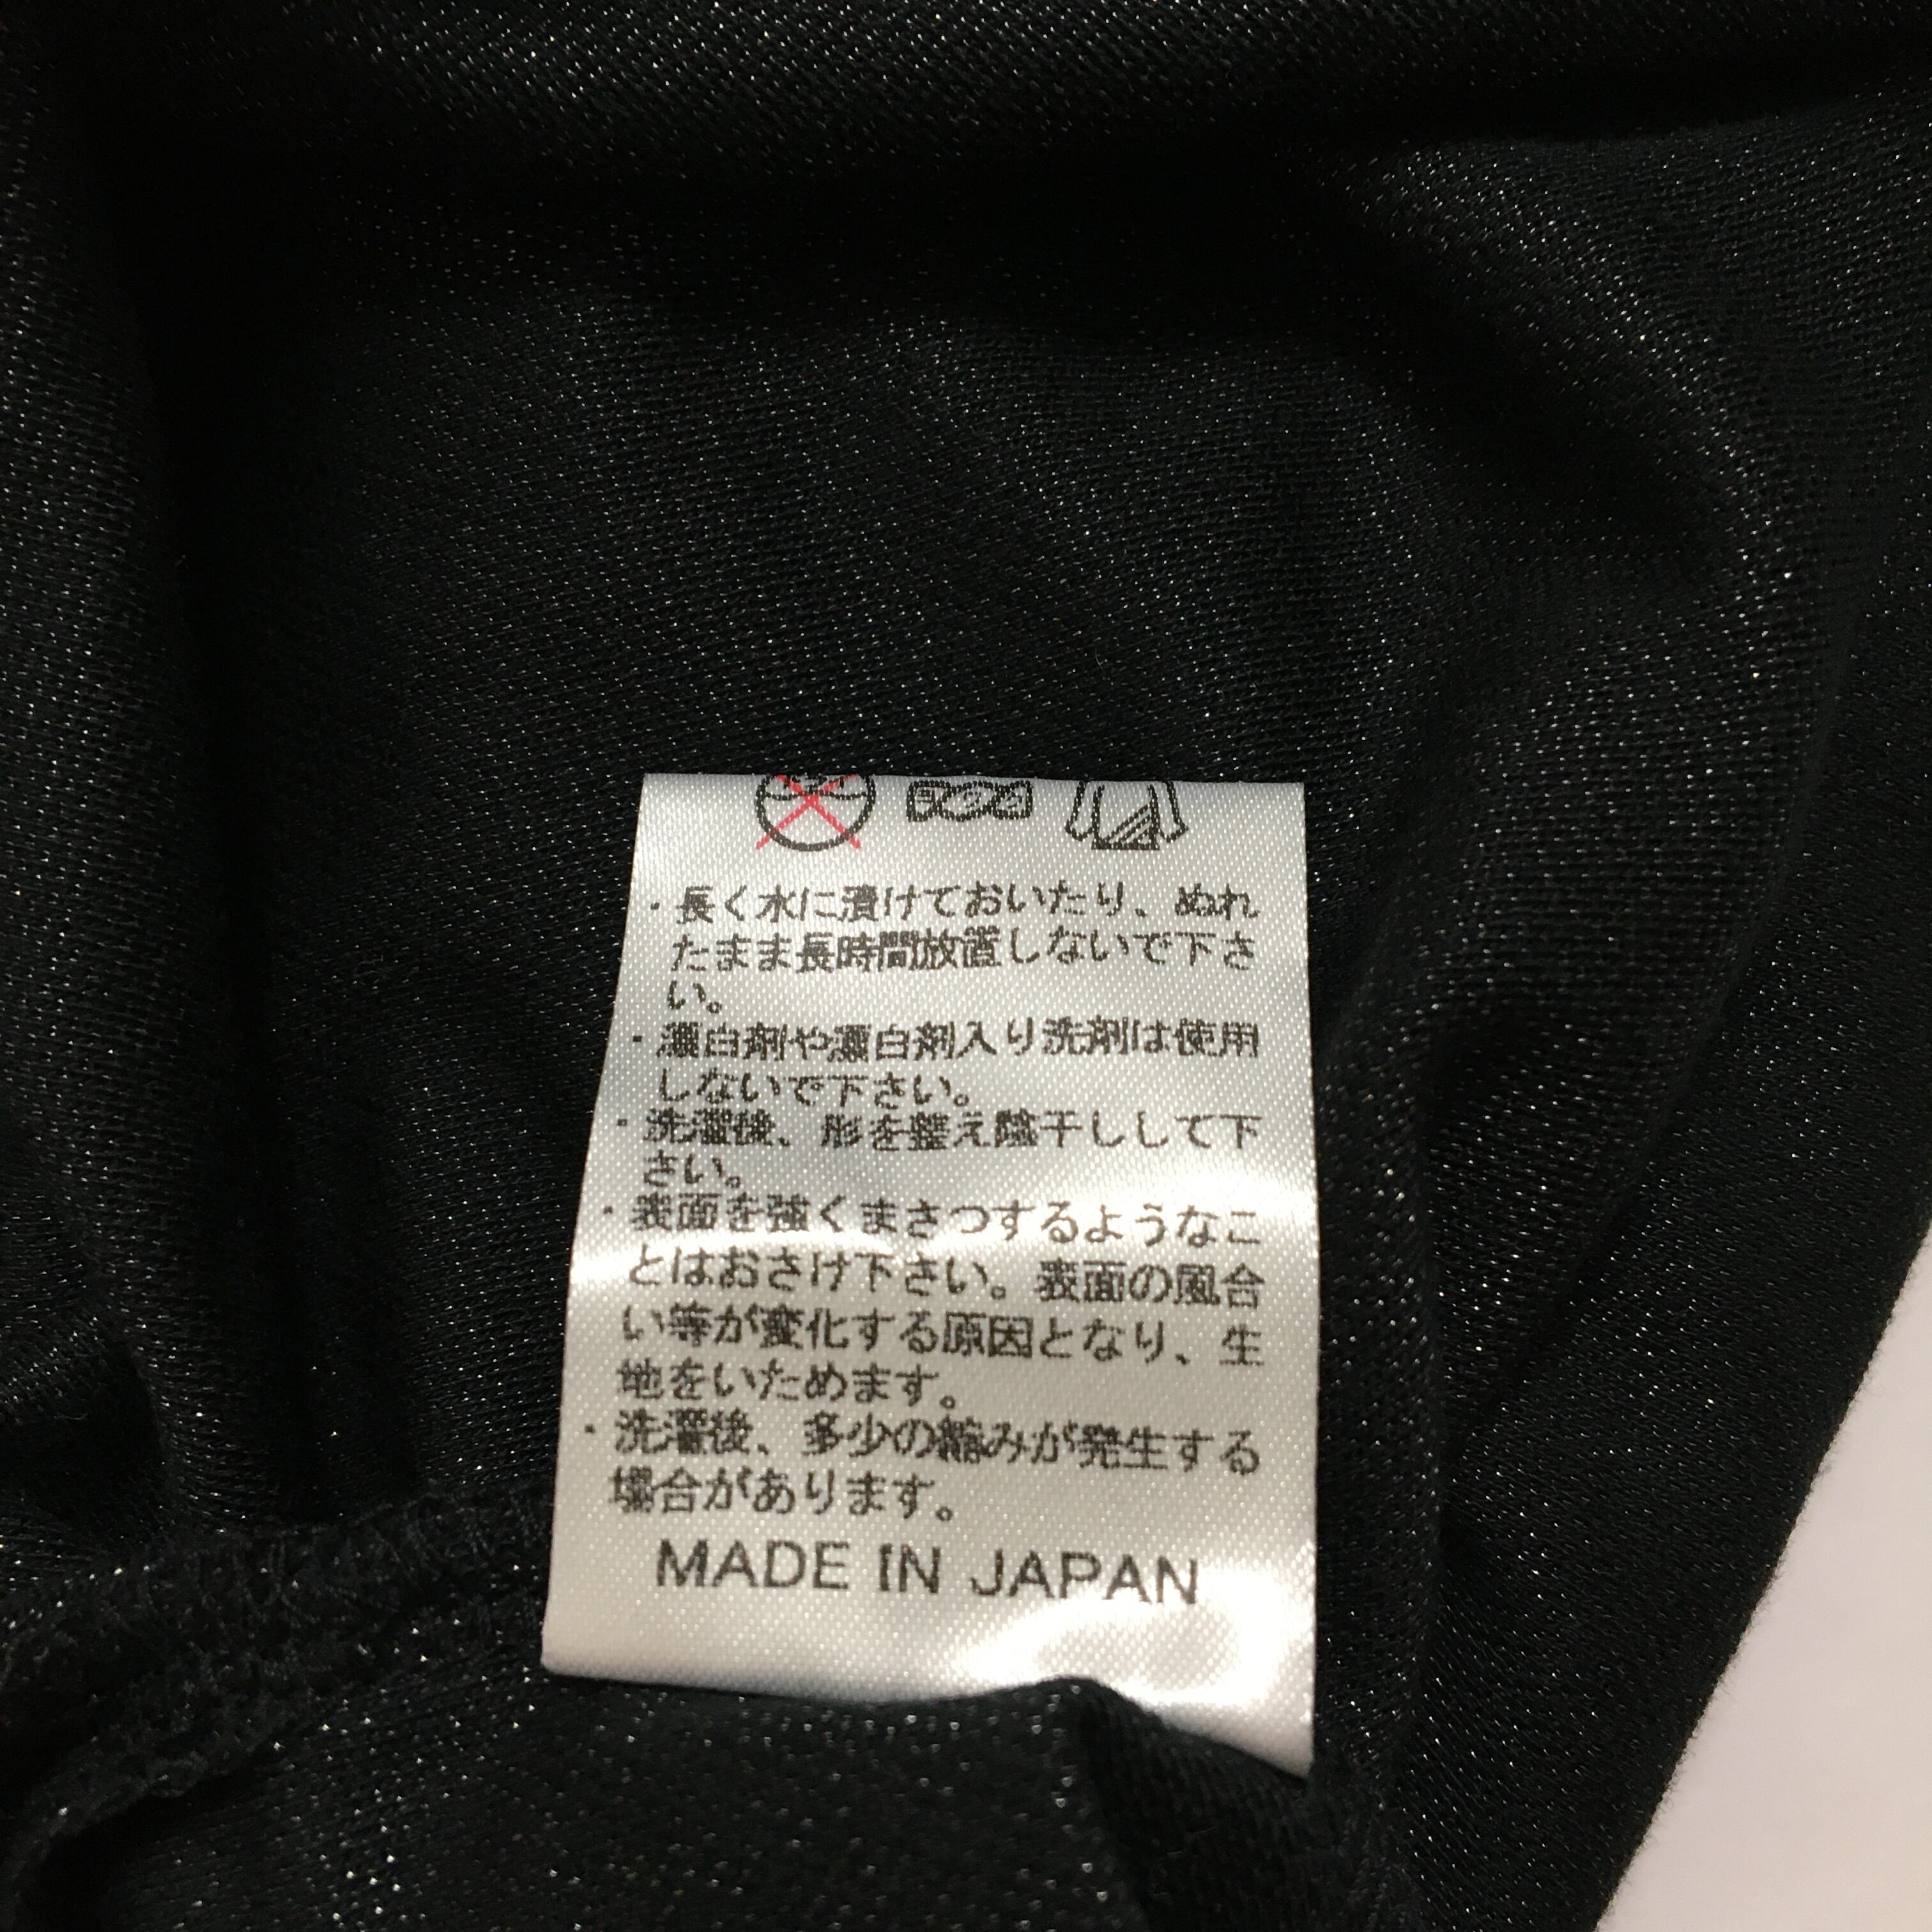 ・長く水に漬けておいたり、ぬれ
たまま長時間放置しないで下さ
い。
・漂白剤や漂白剤入り洗剤は使用
しないで下さい。
・洗濯後、形を整え陰干しして下
さい。
・表面を強くまさつするようなこ
とはおさけ下さい。表面の風合
い等が変化する原因となり、生
地をいためます。
・洗濯後、多少の縮みが発生する
場合があります。
MADE IN JAPAN